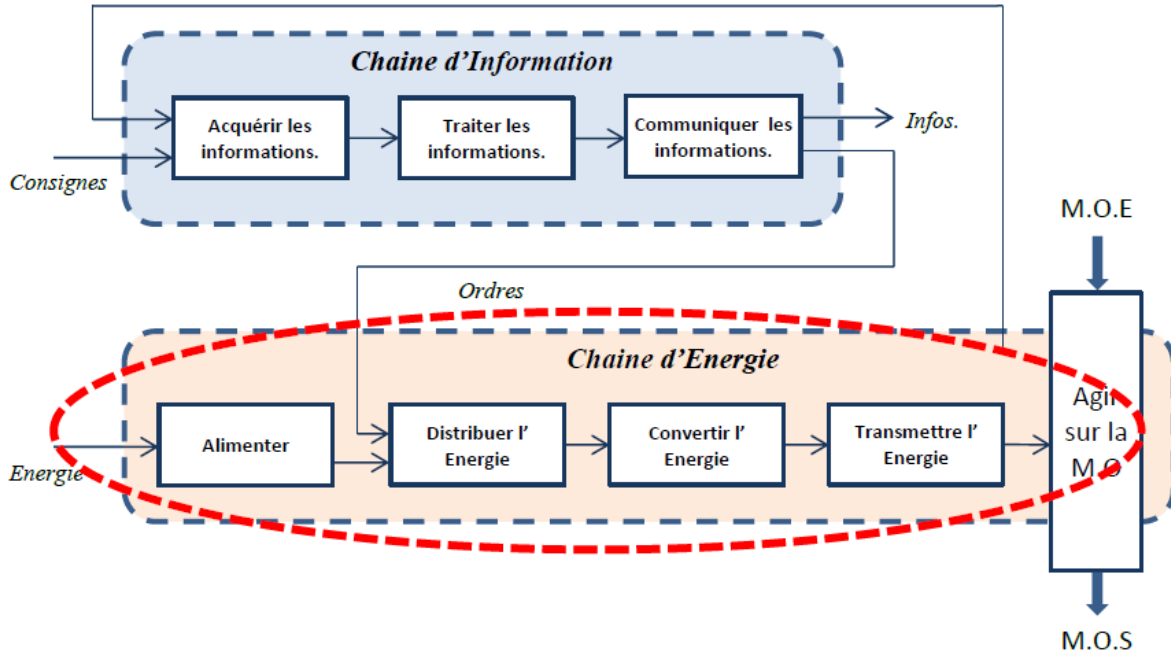 Chaine d'Information
Acquérir les
informations.
Traiter les
informations.
Communiquer les
informations.
Infos.
Consignes
M.O.E
Ordres
Chaine d'Energie
Alimenter
Distribuer l'
Energie
Convertir l'
Energie
Transmettre l'
Energie
Agir
sur la
M.O
Energie
M.O.S